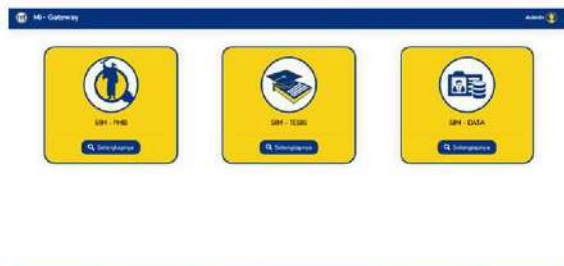 MI - Gateway
Admin
SIM - PMB
SIM - TESIS
SIM - DATA
Selengkapnya
Selengkapnya
Selengkapnya